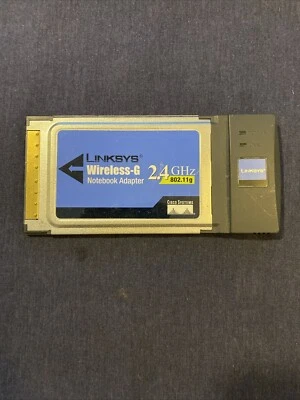 LINKSYS®
Wireless-G
Notebook Adapter
2.4GHz
802.11g
CISCO SYSTEMS
Linksys